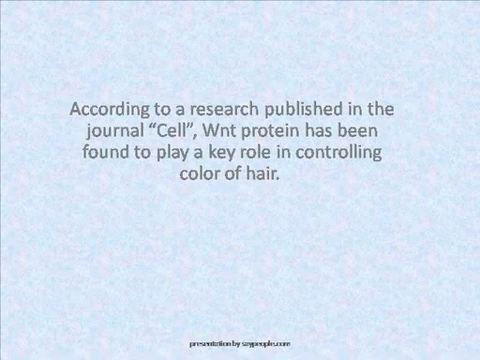 According to a research published in the
journal “Cell”, Wnt protein has been
found to play a key role in controlling
color of hair.
presentation by saypeople.com